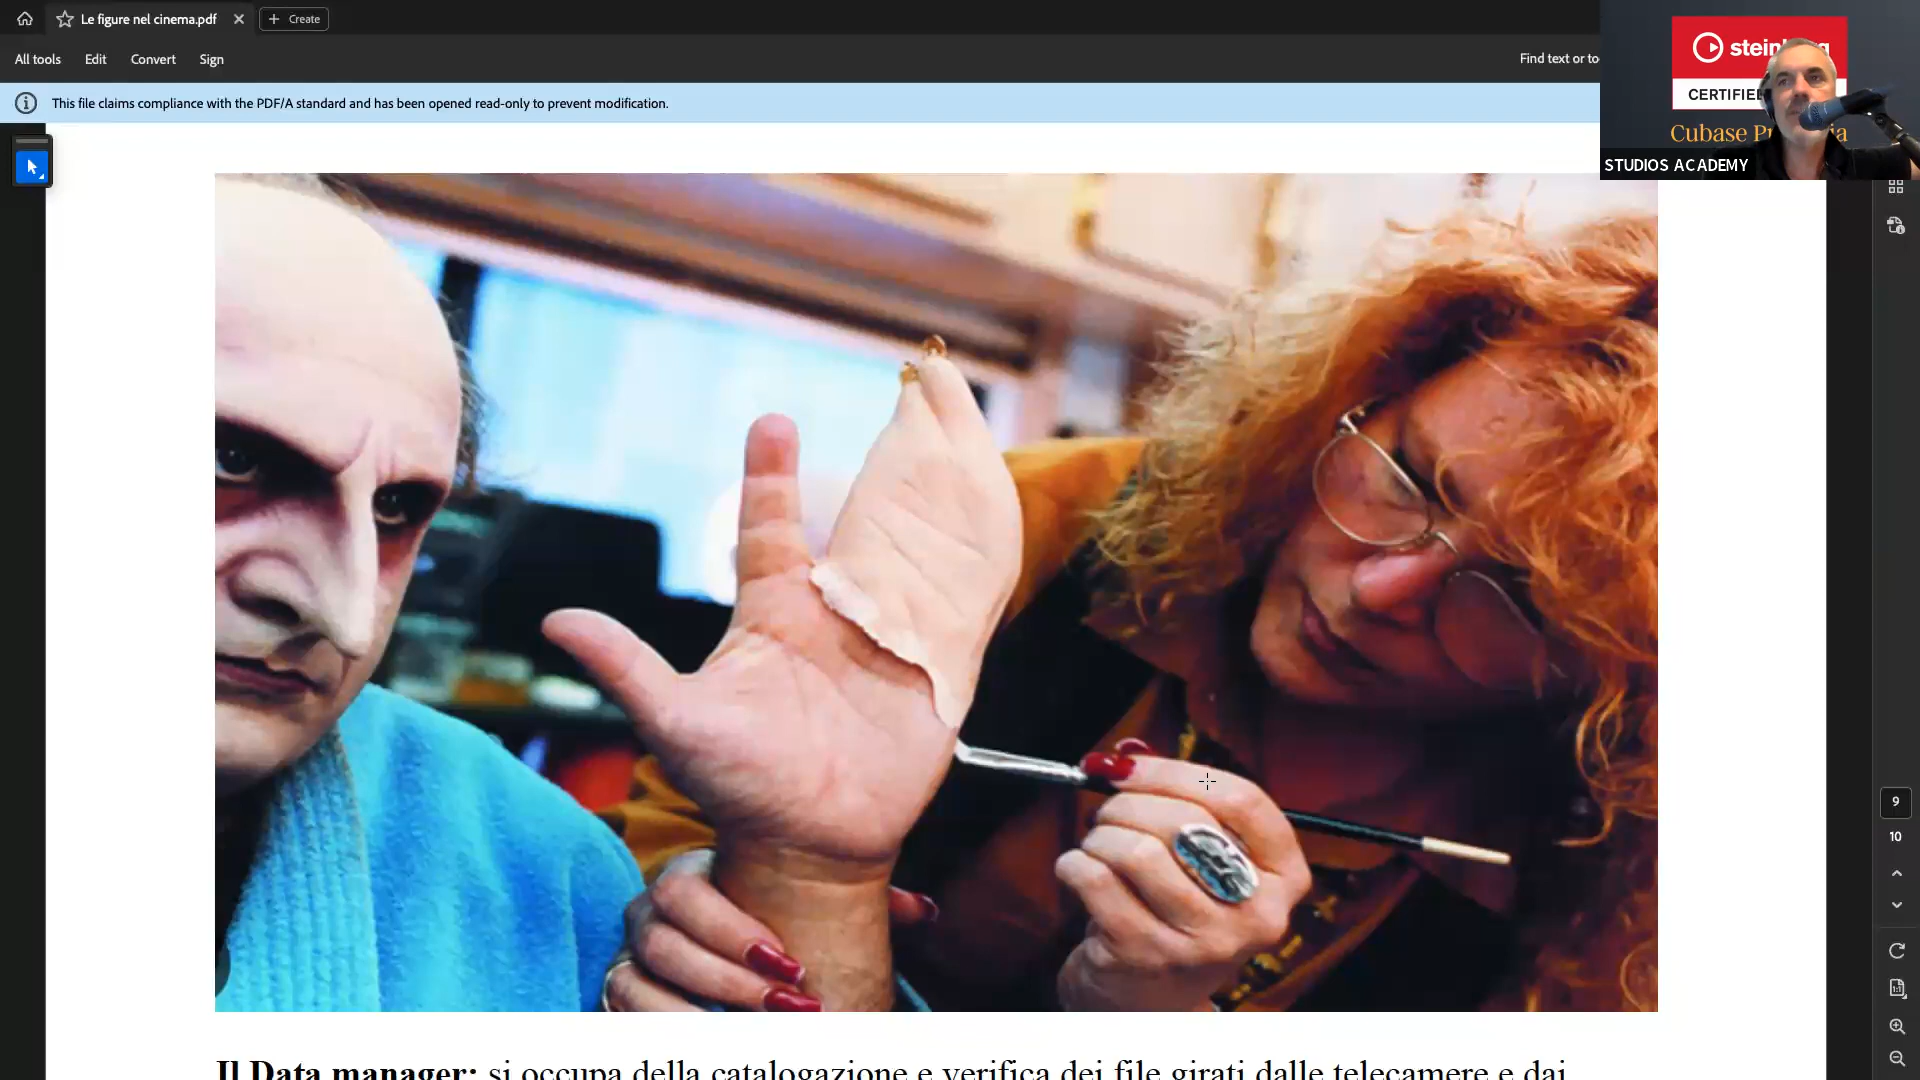 Le figure nel cinema.pdf
Create
All tools
Edit
Convert
Sign
Find text or to
This file claims compliance with the PDF/A standard and has been opened read-only to prevent modification.
CERTIFIE
Cubase P
STUDIOS ACADEMY
9
10
Il Data manager: si occupa della catalogazione e verifica dei file girati dalle telecamere e dai